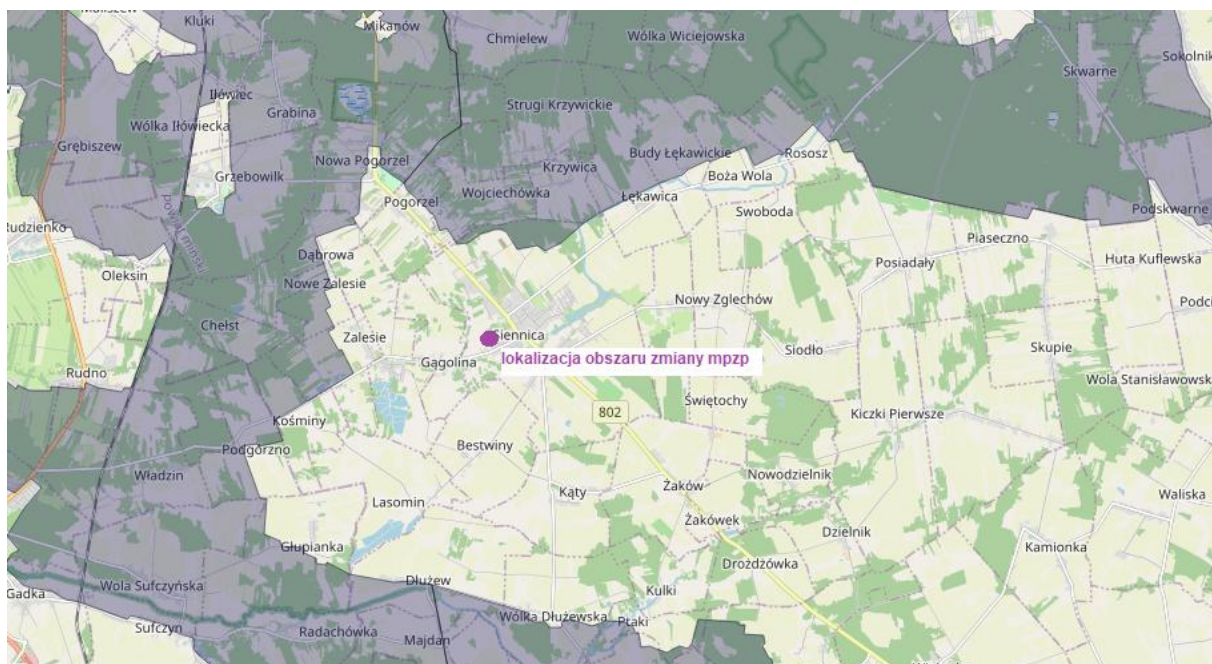 Kluki
Mikanów
Chmielew
Wólka Wiciejowska
Skwarne
Iłówiec
Grabina
Wólka Iłówiecka
Strugi Krzywickie
Grębiszew
Nowa Pogorzel
Krzywica
Budy Łękawickie
Rososz
Grzebowilk
Wojciechówka
Boża Wola
Pogorzel
Łękawica
Swoboda
Podskwarne
Rudzienko
Piaseczno
Dąbrowa
Posiadały
Huta Kuflewska
Oleksin
Nowe Zalesie
Nowy Zglechów
Chełst
Zalesie
Siennica
lokalizacja obszaru zmiany mpzp
Siodło
Skupie
Gągolina
Rudno
Wola Stanisławowsk
Świętochy
802
Kiczki Pierwsze
Kośminy
Bestwiny
Podgórzno
Władzin
Nowodzielnik
Żaków
Kąty
Waliska
Lasomin
Żakówek
Dzielnik
Głupianka
Kamionka
Drożdżówka
Dłużew
Wola Sufczyńska
Kulki
Gadka
Wólka Dłużewska
Ptaki
Sufczyn
Radachówka
Majdan